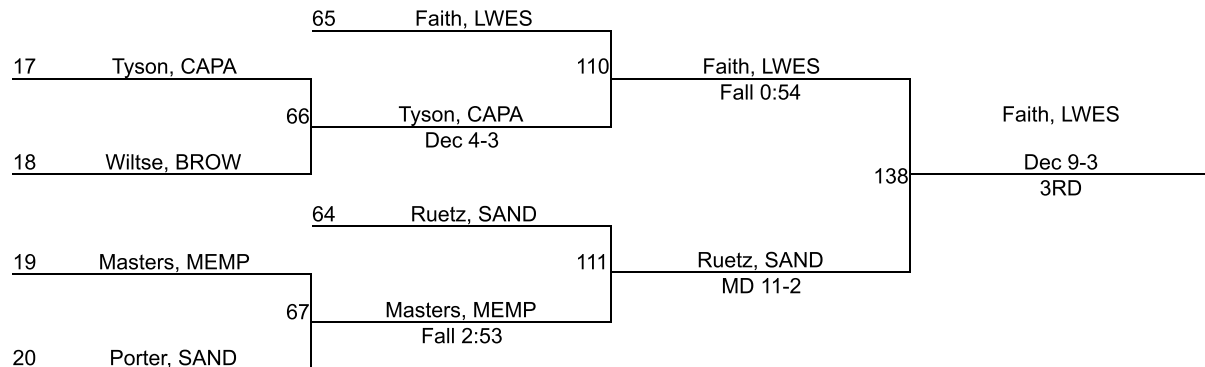 65 Faith, LWES
17 Tyson, CAPA
110 Faith, LWES
Fall 0:54
66 Tyson, CAPA
Dec 4-3
Faith, LWES
18 Wiltse, BROW
Dec 9-3
138
3RD
64 Ruetz, SAND
19 Masters, MEMP
111 Ruetz, SAND
MD 11-2
67 Masters, MEMP
Fall 2:53
20 Porter, SAND